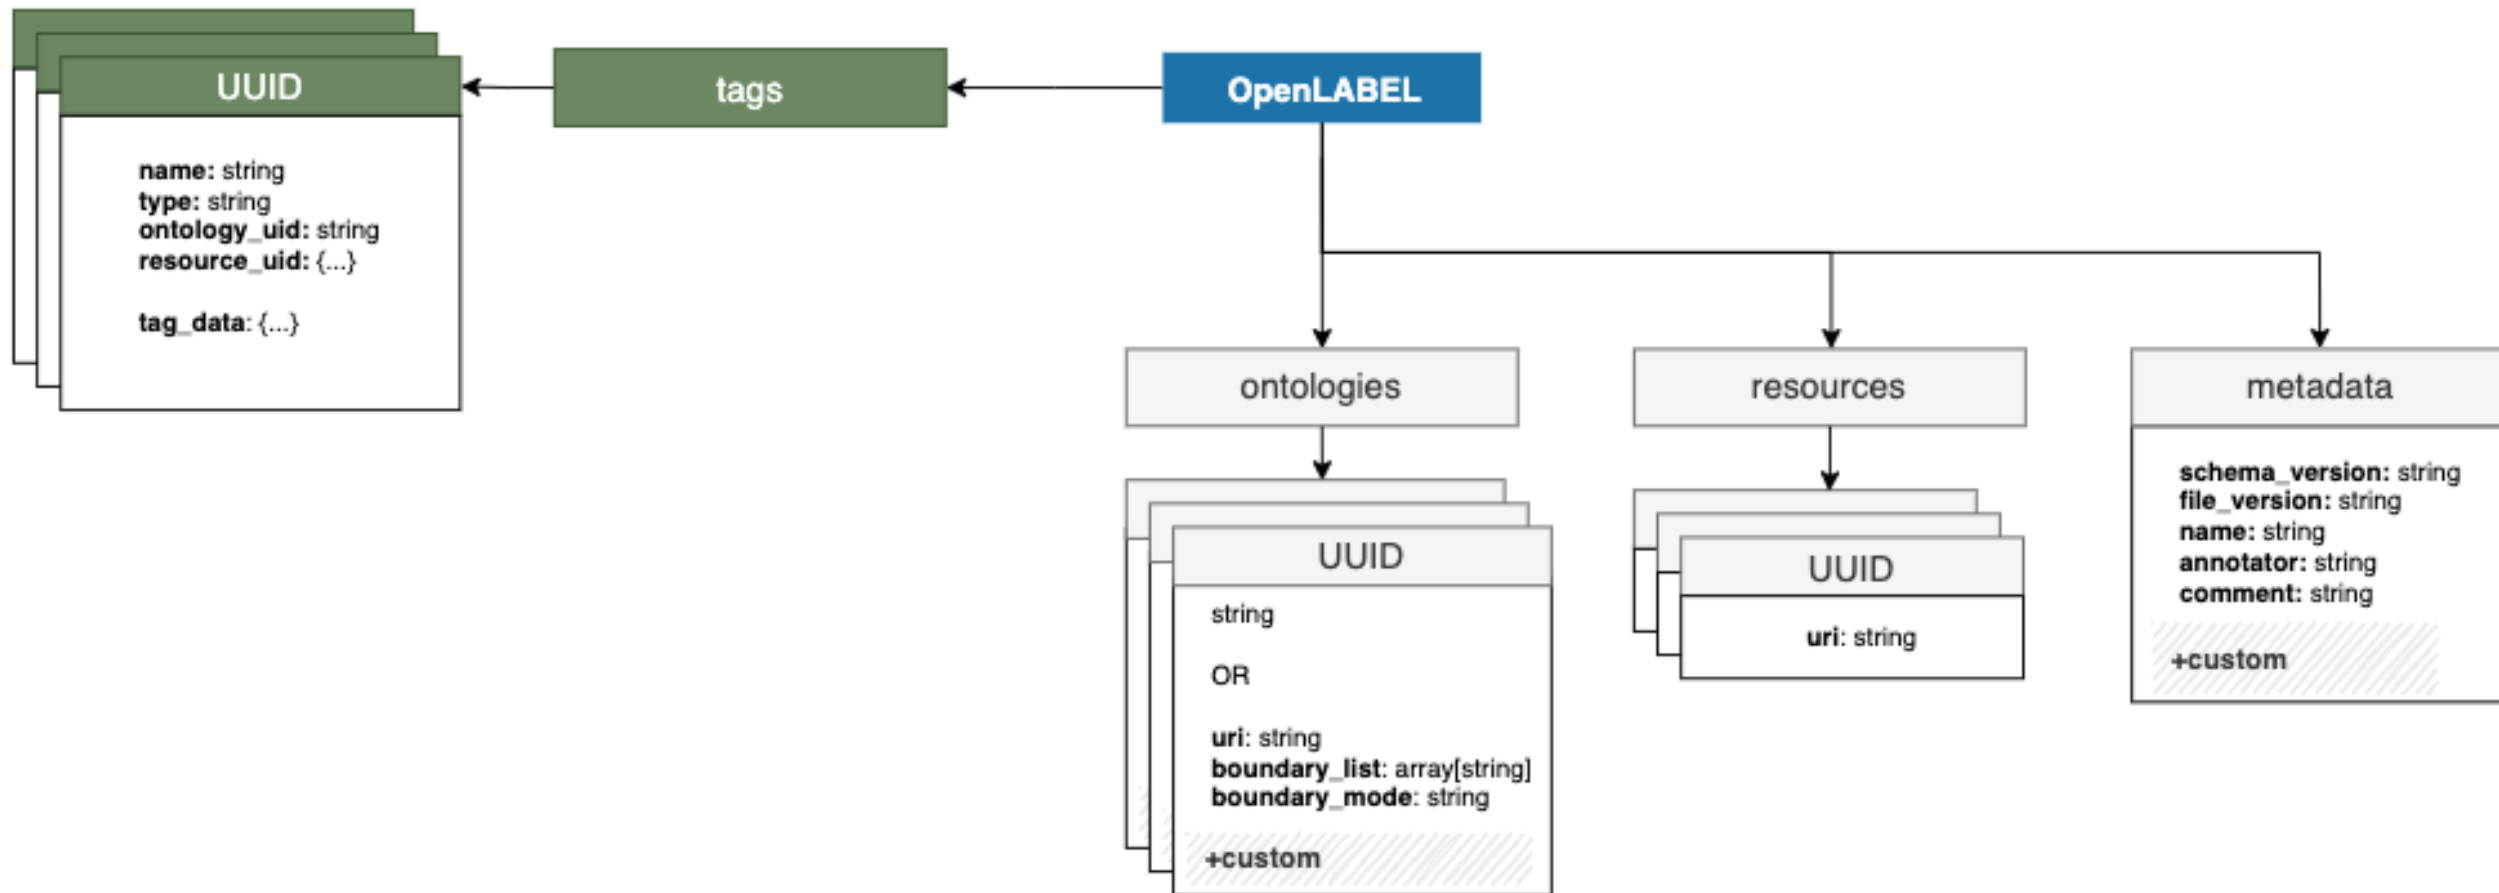 UUID
name: string
type: string
ontology_uid: string
resource_uid: {...}
tag_data: {...}
tags
OpenLABEL
ontologies
UUID
string
OR
uri: string
boundary_list: array[string]
boundary_mode: string
+custom
resources
UUID
uri: string
metadata
schema_version: string
file_version: string
name: string
annotator: string
comment: string
+custom